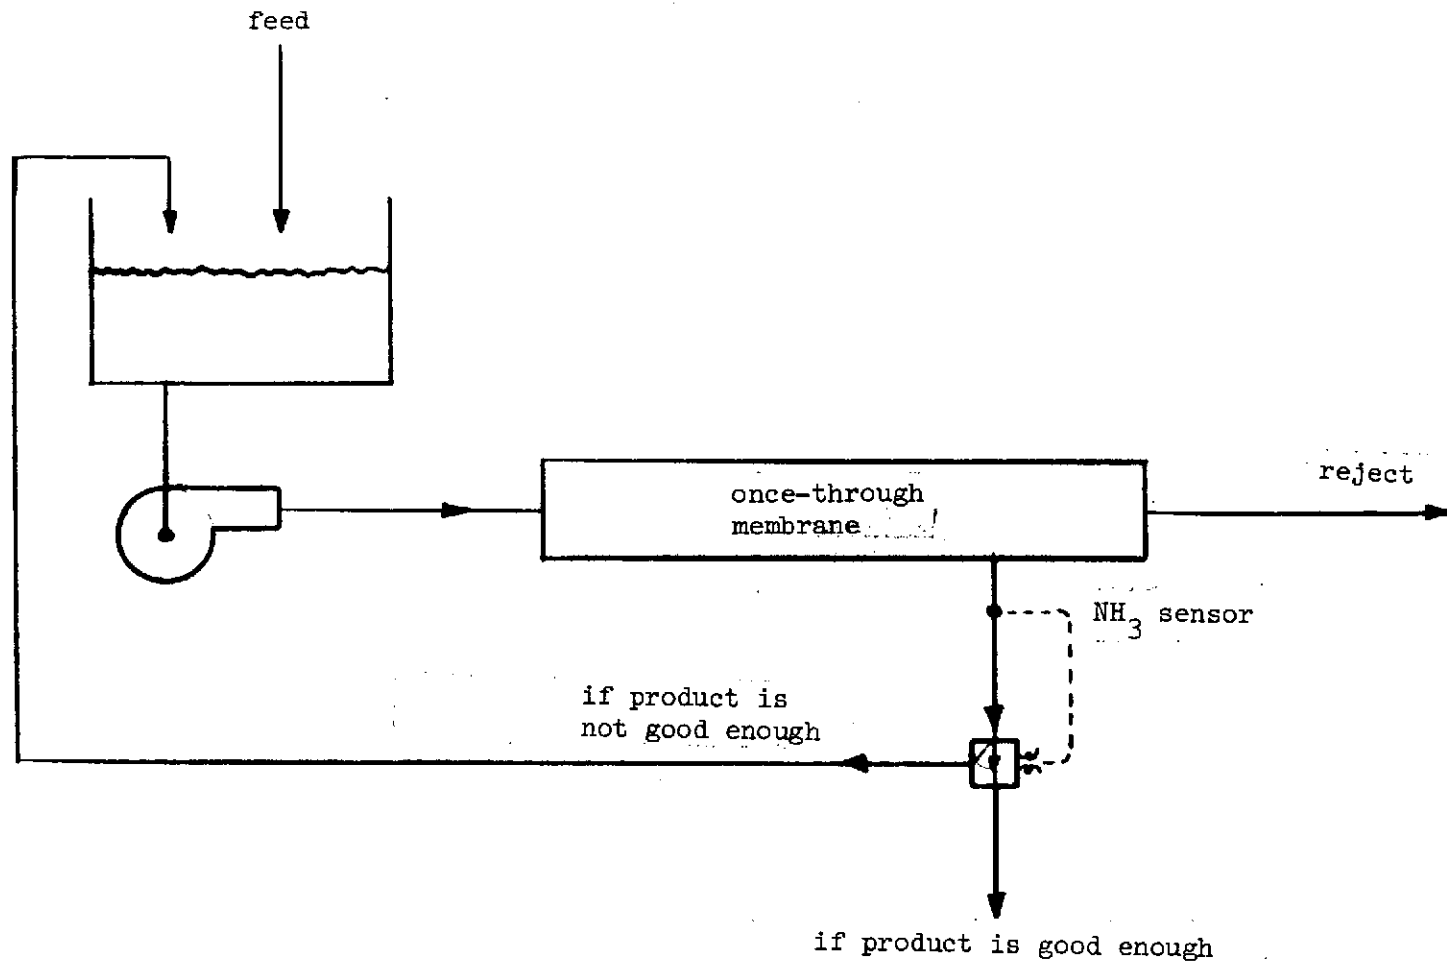 feed
once-through
membrane
reject
NH3 sensor
if product is
not good enough
if product is good enough